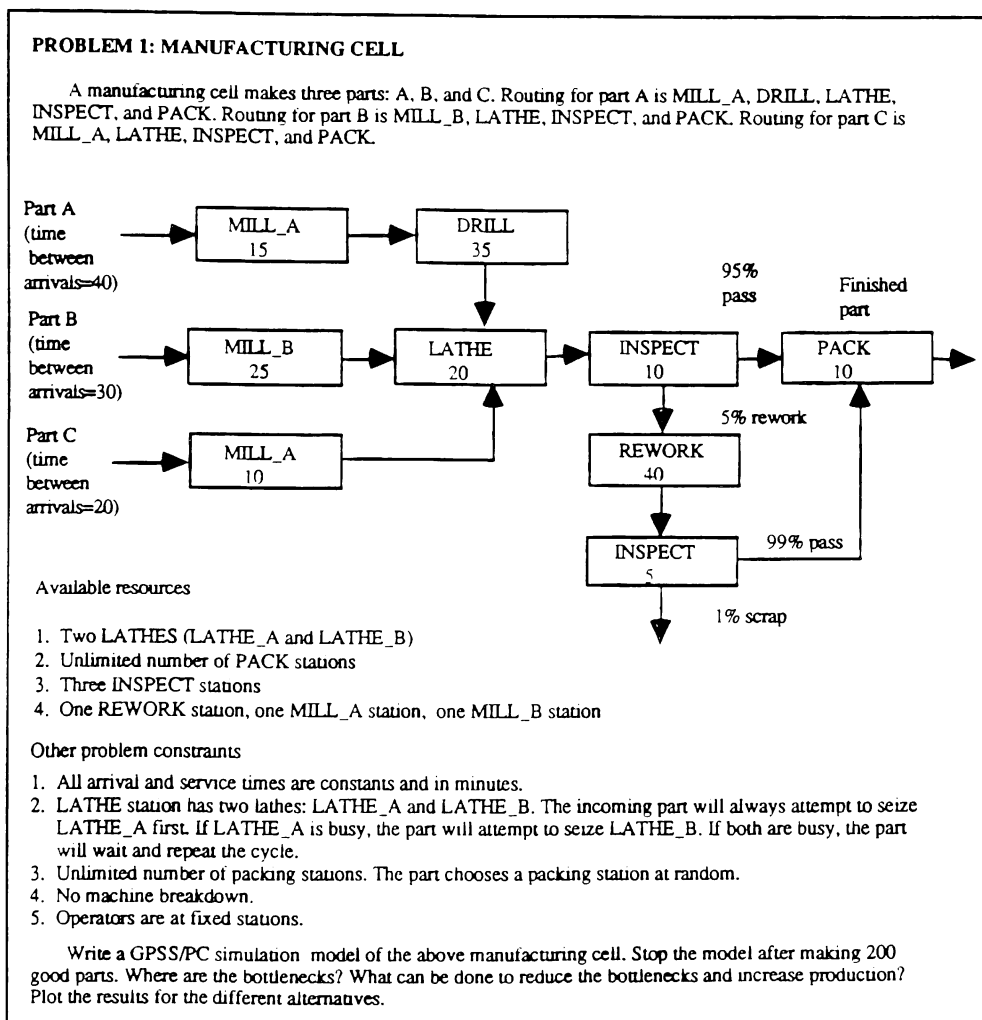 PROBLEM 1: MANUFACTURING CELL
A manufacturing cell makes three parts: A, B, and C. Routing for part A is MILL_A, DRILL, LATHE,
INSPECT, and PACK. Routing for part B is MILL_B, LATHE, INSPECT, and PACK. Routing for part C is
MILL_A, LATHE, INSPECT, and PACK.
Part A
(time
between
arrivals=40)
MILL_A
15
DRILL
35
95%
pass
Finished
part
Part B
(time
between
arrivals=30)
MILL_B
25
LATHE
20
INSPECT
10
PACK
10
5% rework
Part C
(time
between
arrivals=20)
MILL_A
10
REWORK
40
INSPECT
5
99% pass
1% scrap
Available resources
1. Two LATHES (LATHE_A and LATHE_B)
2. Unlimited number of PACK stations
3. Three INSPECT stations
4. One REWORK station, one MILL_A station, one MILL_B station
Other problem constraints
1. All arrival and service times are constants and in minutes.
2. LATHE station has two lathes: LATHE_A and LATHE_B. The incoming part will always attempt to seize
LATHE_A first. If LATHE_A is busy, the part will attempt to seize LATHE_B. If both are busy, the part
will wait and repeat the cycle.
3. Unlimited number of packing stations. The part chooses a packing station at random.
4. No machine breakdown.
5. Operators are at fixed stations.
Write a GPSS/PC simulation model of the above manufacturing cell. Stop the model after making 200
good parts. Where are the bottlenecks? What can be done to reduce the bottlenecks and increase production?
Plot the results for the different alternatives.